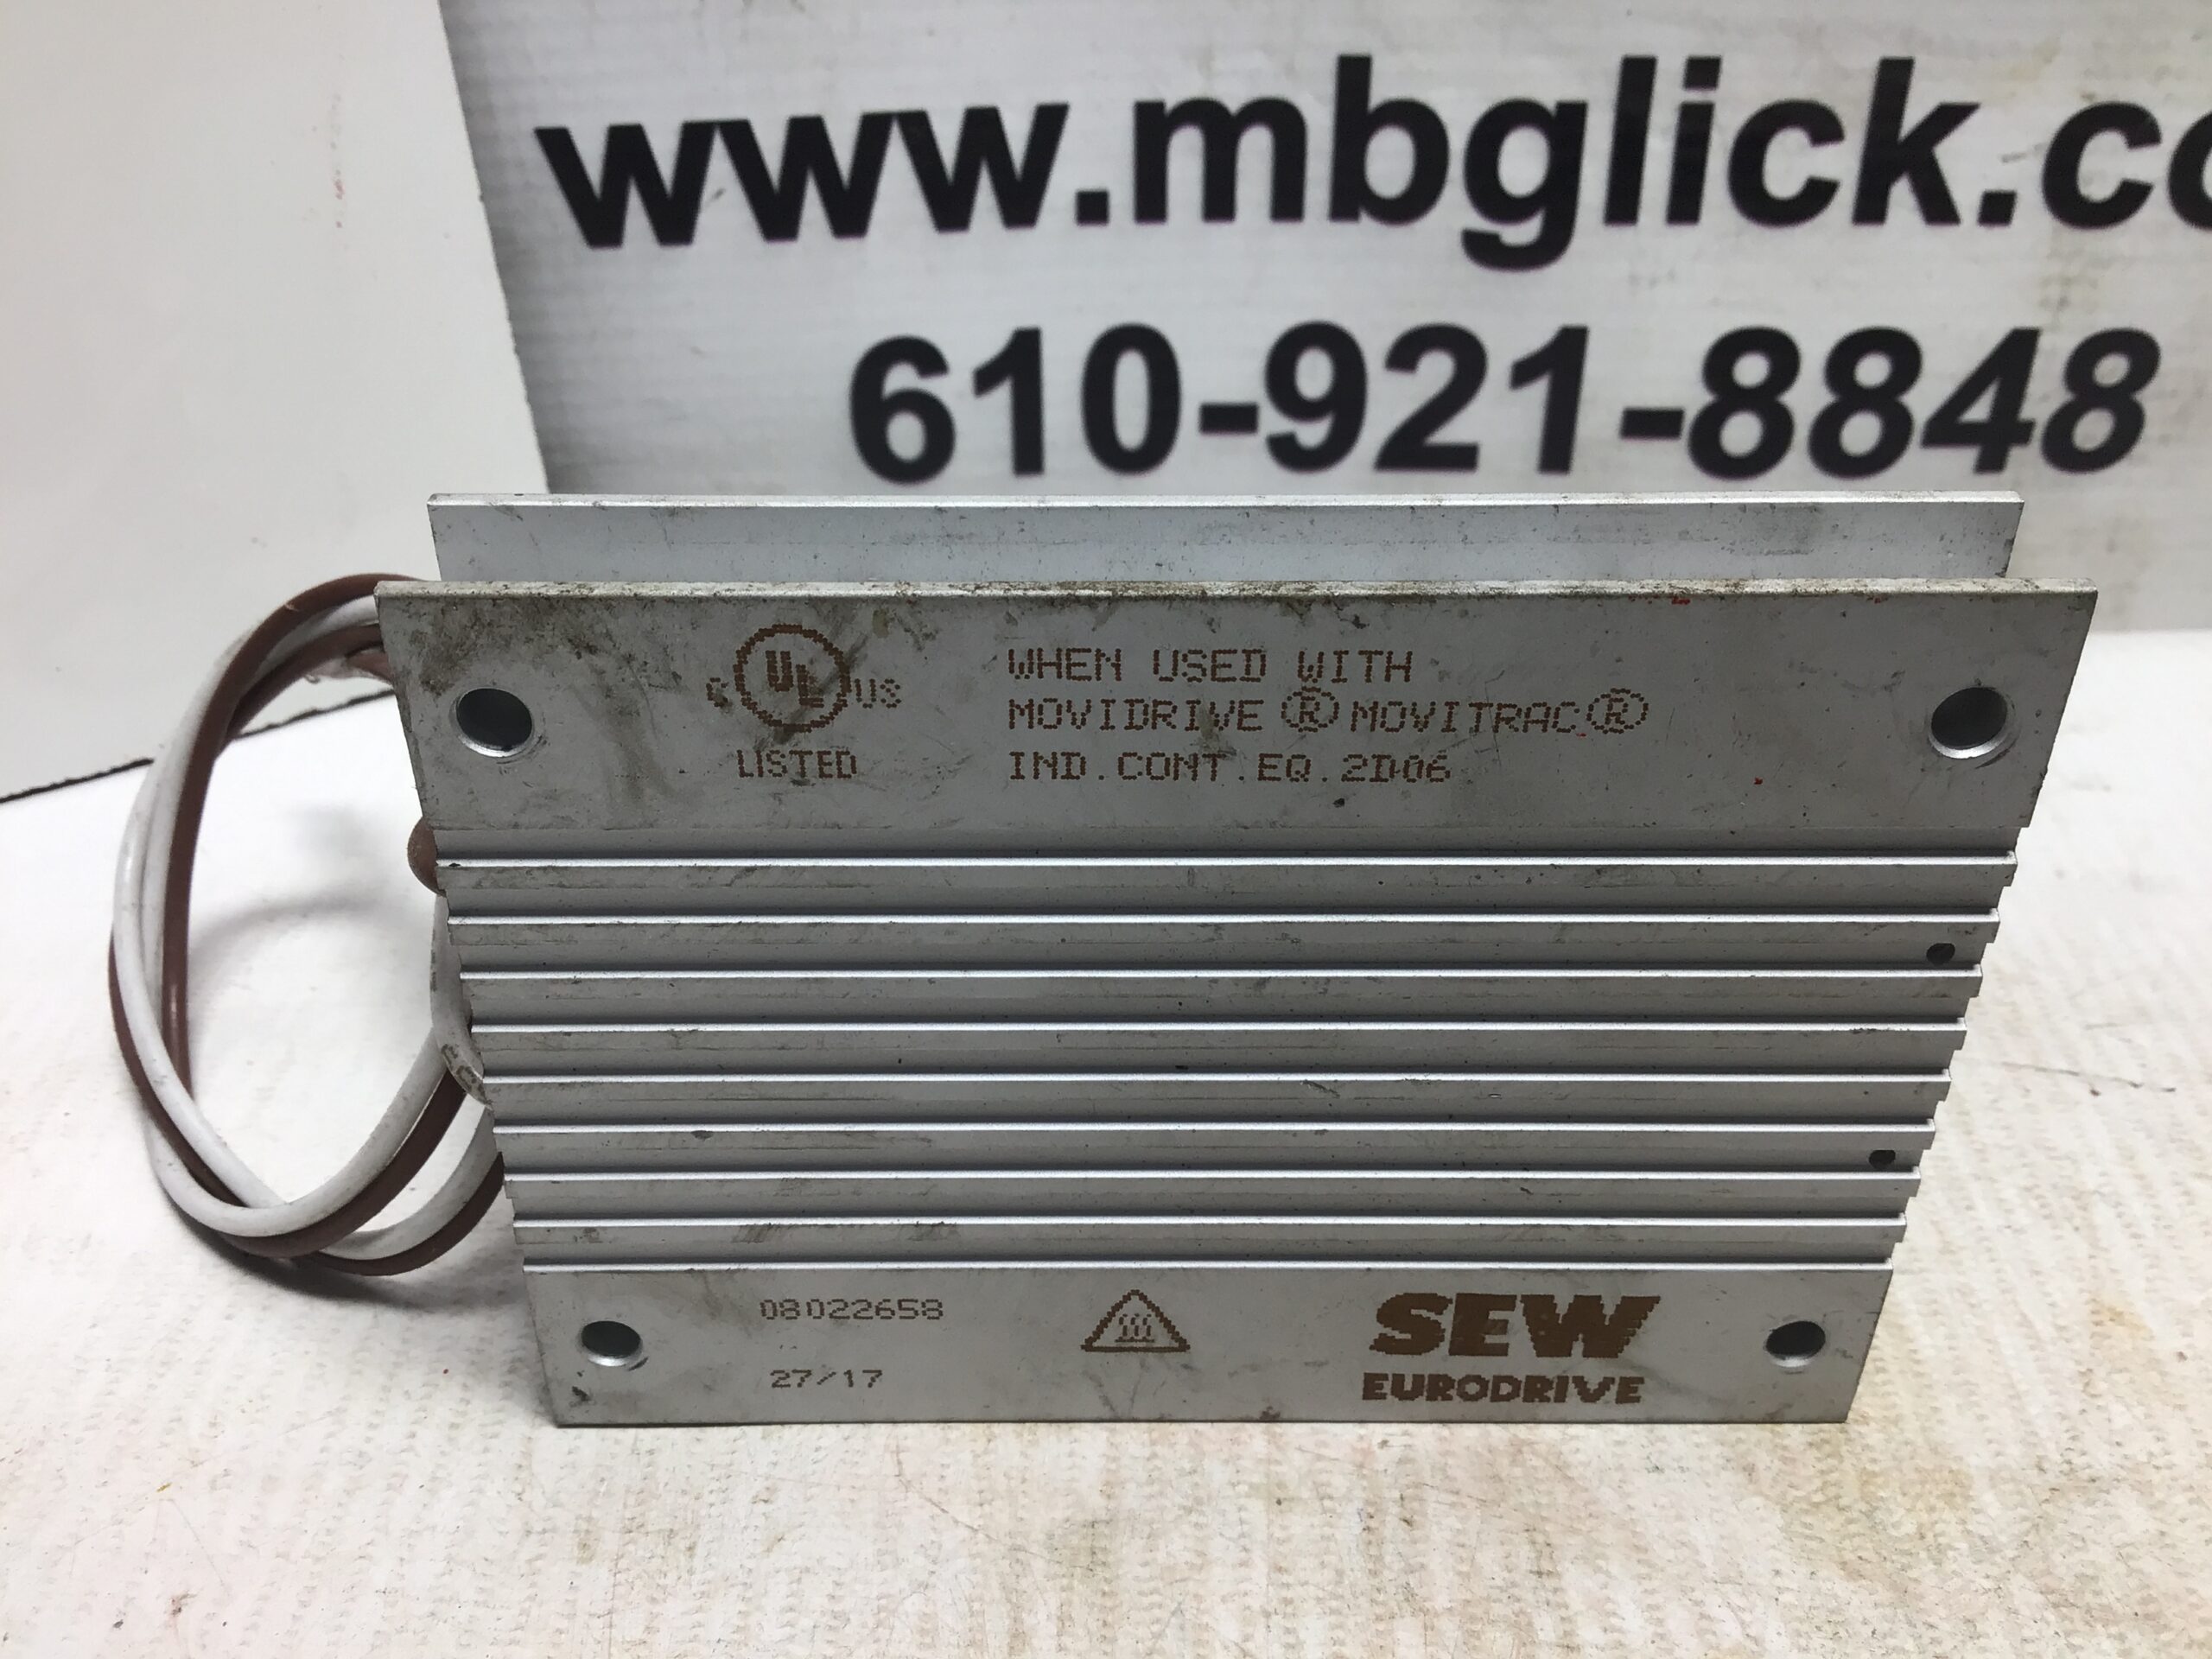 www.mbglick.co
610-921-8848
C UL US
LISTED
WHEN USED WITH
MOVIDRIVE ® MOVITRAC ®
IND.CONT.EQ.2D06
08022658
27/17
SEW
EURODRIVE